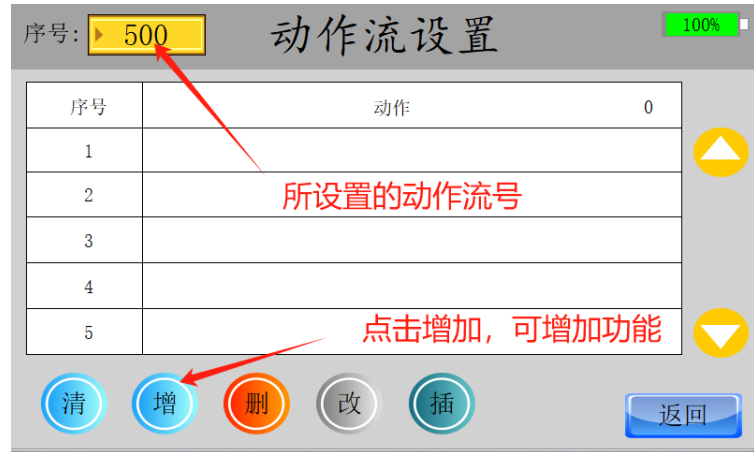 序号: 500 动作流设置 100%
序号 动作 0
1
2 所设置的动作流号
3
4
5 点击增加，可增加功能
清 增 删 改 插 返回